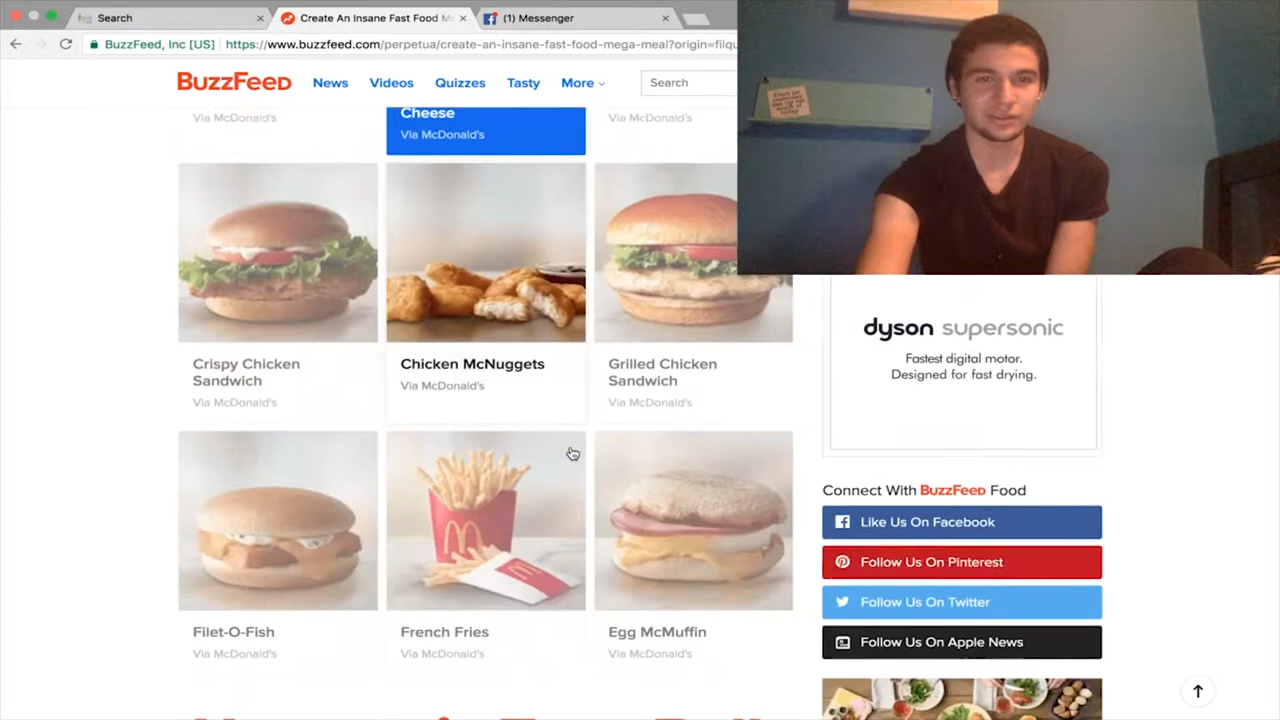 Search
Create An Insane Fast Food M
(1) Messenger
BuzzFeed, Inc [US]
https://www.buzzfeed.com/perpetua/create-an-insane-fast-food-mega-meal?origin=filqu
BuzzFeed
News
Videos
Quizzes
Tasty
More
Search
Via McDonald's
Cheese
Via McDonald's
Via McDonald's
Crispy Chicken
Sandwich
Via McDonald's
Chicken McNuggets
Via McDonald's
Grilled Chicken
Sandwich
Via McDonald's
Filet-O-Fish
Via McDonald's
French Fries
Via McDonald's
Egg McMuffin
Via McDonald's
dyson supersonic
Fastest digital motor.
Designed for fast drying.
Connect With BuzzFeed Food
Like Us On Facebook
Follow Us On Pinterest
Follow Us On Twitter
Follow Us On Apple News